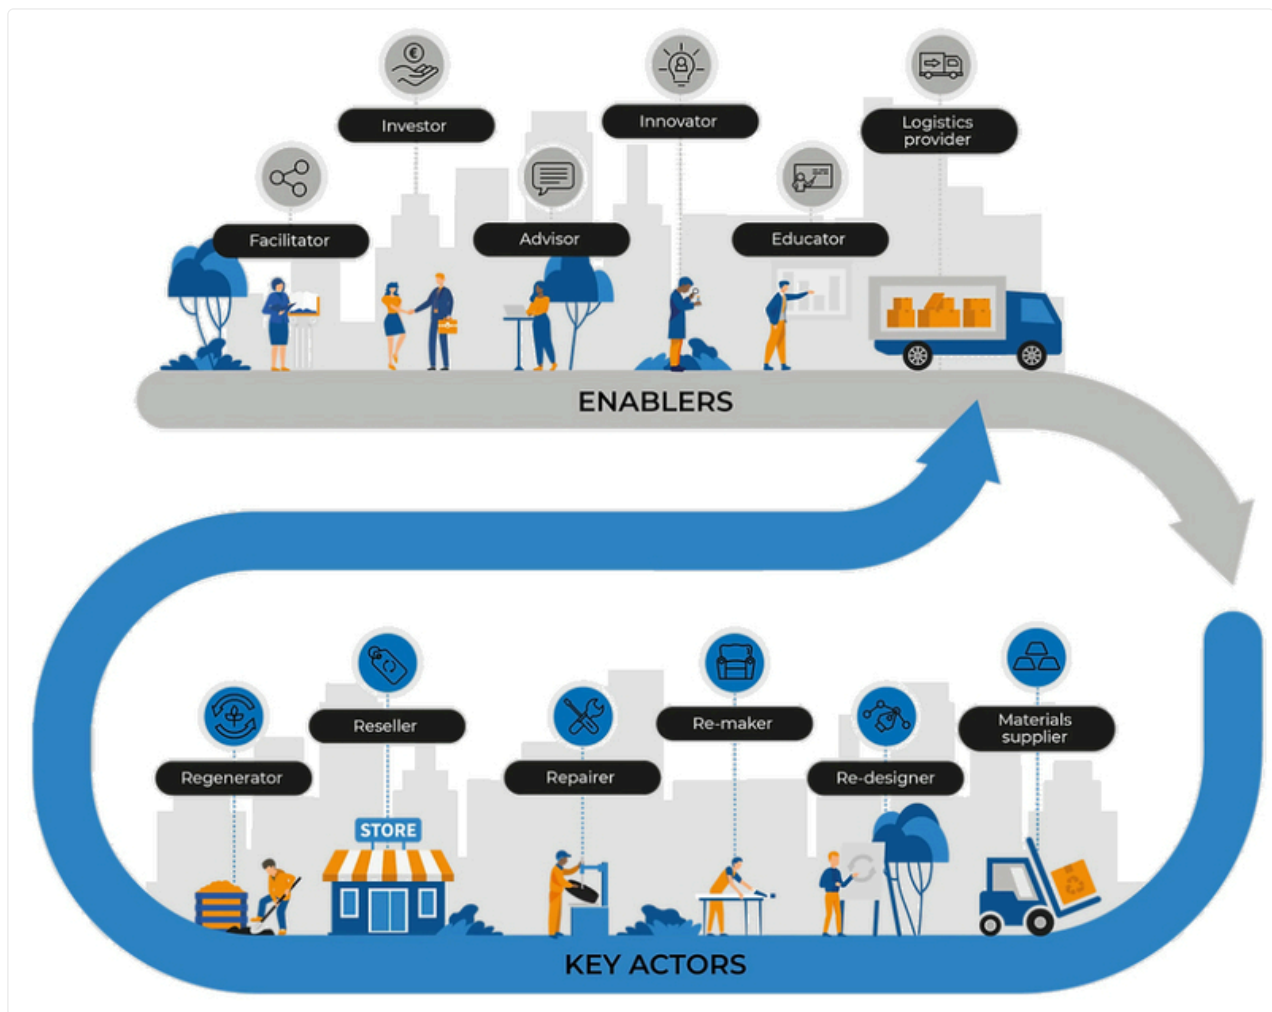 Investor
Innovator
Logistics
provider
Facilitator
Advisor
Educator
ENABLERS
Reseller
Re-maker
Materials
supplier
Regenerator
Repairer
Re-designer
STORE
KEY ACTORS